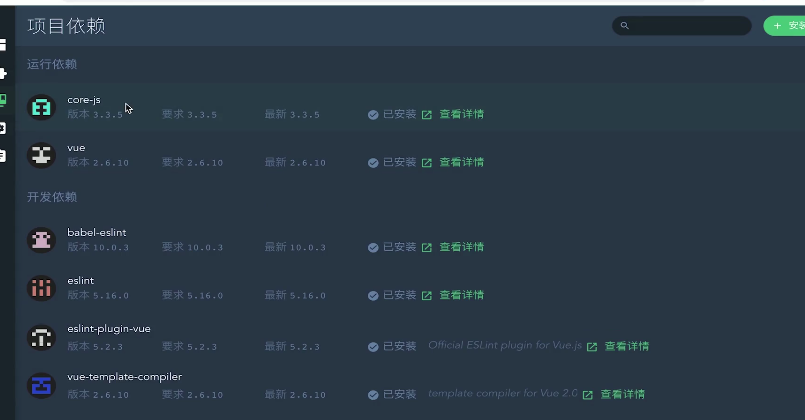 项目依赖
+ 安装
运行依赖
core-js
版本 3.3.5 要求 3.3.5 最新 3.3.5 已安装 查看详情
vue
版本 2.6.10 要求 2.6.10 最新 2.6.10 已安装 查看详情
开发依赖
babel-eslint
版本 10.0.3 要求 10.0.3 最新 10.0.3 已安装 查看详情
eslint
版本 5.16.0 要求 5.16.0 最新 5.16.0 已安装 查看详情
eslint-plugin-vue
版本 5.2.3 要求 5.2.3 最新 5.2.3 已安装 Official ESLint plugin for Vue.js 查看详情
vue-template-compiler
版本 2.6.10 要求 2.6.10 最新 2.6.10 已安装 template compiler for Vue 2.0 查看详情